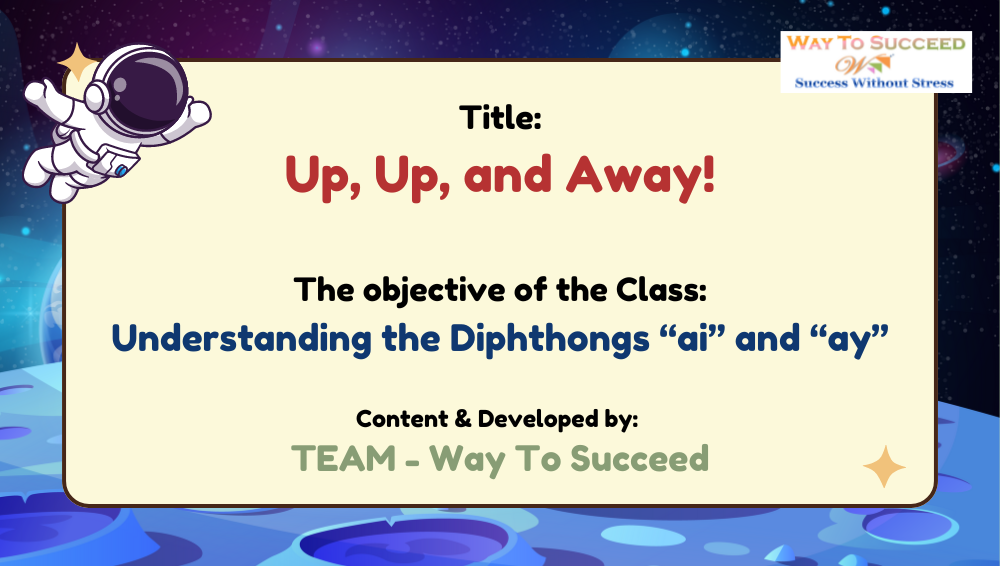 WAY TO SUCCEED
Success Without Stress
Title:
Up, Up, and Away!
The objective of the Class:
Understanding the Diphthongs “ai” and “ay”
Content & Developed by:
TEAM - Way To Succeed